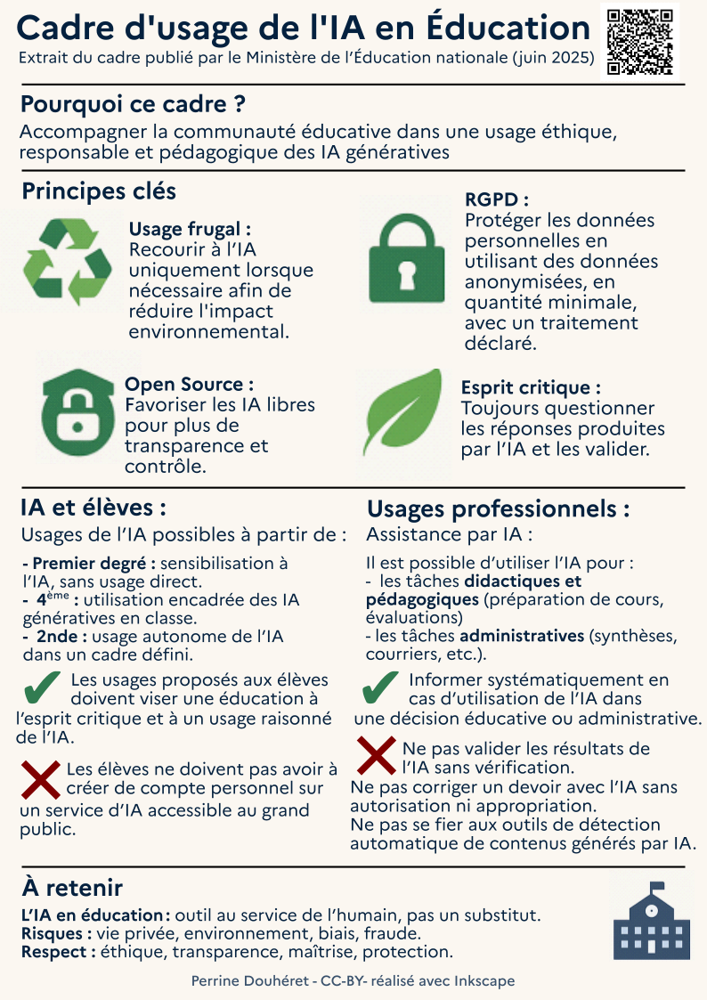 Cadre d'usage de l'IA en Éducation
Extrait du cadre publié par le Ministère de l’Éducation nationale (juin 2025)
Pourquoi ce cadre ?
Accompagner la communauté éducative dans une usage éthique,
responsable et pédagogique des IA génératives
Principes clés
Usage frugal :
Recourir à l’IA
uniquement lorsque
nécessaire afin de
réduire l'impact
environnemental.
RGPD :
Protéger les données
personnelles en
utilisant des données
anonymisées, en
quantité minimale,
avec un traitement
déclaré.
Open Source :
Favoriser les IA libres
pour plus de
transparence et
contrôle.
Esprit critique :
Toujours questionner
les réponses produites
par l’IA et les valider.
IA et élèves :
Usages de l’IA possibles à partir de :
- Premier degré : sensibilisation à
l’IA, sans usage direct.
- 4ème : utilisation encadrée des IA
génératives en classe.
- 2nde : usage autonome de l’IA
dans un cadre défini.
Les usages proposés aux élèves
doivent viser une éducation à
l’esprit critique et à un usage raisonné
de l’IA.
Les élèves ne doivent pas avoir à
créer de compte personnel sur
un service d’IA accessible au grand
public.
Usages professionnels :
Assistance par IA :
Il est possible d’utiliser l’IA pour :
- les tâches didactiques et
pédagogiques (préparation de cours,
évaluations)
- les tâches administratives (synthèses,
courriers, etc.).
Informer systématiquement en
cas d’utilisation de l’IA dans
une décision éducative ou administrative.
Ne pas valider les résultats de
l’IA sans vérification.
Ne pas corriger un devoir avec l’IA sans
autorisation ni appropriation.
Ne pas se fier aux outils de détection
automatique de contenus générés par IA.
À retenir
L’IA en éducation : outil au service de l’humain, pas un substitut.
Risques : vie privée, environnement, biais, fraude.
Respect : éthique, transparence, maîtrise, protection.
Perrine Douhéret - CC-BY- réalisé avec Inkscape